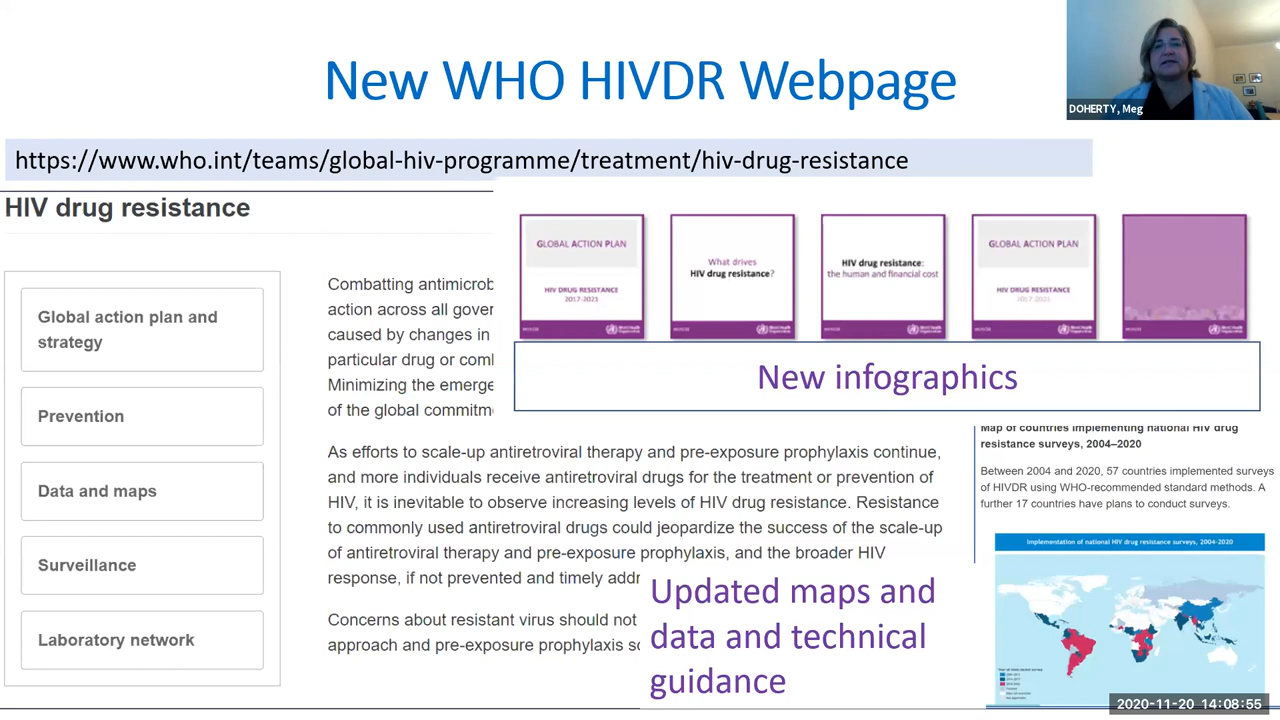 New WHO HIVDR Webpage
DOHERTY, Meg
https://www.who.int/teams/global-hiv-programme/treatment/hiv-drug-resistance
HIV drug resistance
Global action plan and
strategy
Prevention
Data and maps
Surveillance
Laboratory network
Combatting antimicrob
action across all gover
caused by changes in
particular drug or coml
Minimizing the emerge
of the global commitm
As efforts to scale-up antiretroviral therapy and pre-exposure prophylaxis continue,
and more individuals receive antiretroviral drugs for the treatment or prevention of
HIV, it is inevitable to observe increasing levels of HIV drug resistance. Resistance
to commonly used antiretroviral drugs could jeopardize the success of the scale-up
of antiretroviral therapy and pre-exposure prophylaxis, and the broader HIV
response, if not prevented and timely addr
Concerns about resistant virus should not
approach and pre-exposure prophylaxis sc
GLOBAL ACTION PLAN
HIV DRUG RESISTANCE
2017-2021
What drives
HIV drug resistance?
HIV drug resistance:
the human and financial cost
GLOBAL ACTION PLAN
HIV DRUG RESISTANCE
2017-2021
New infographics
Map of countries implementing national HIV drug
resistance surveys, 2004–2020
Between 2004 and 2020, 57 countries implemented surveys
of HIVDR using WHO-recommended standard methods. A
further 17 countries have plans to conduct surveys.
Implementation of national HIV drug resistance surveys, 2004-2020
Updated maps and
data and technical
guidance
2020-11-20 14:08:55